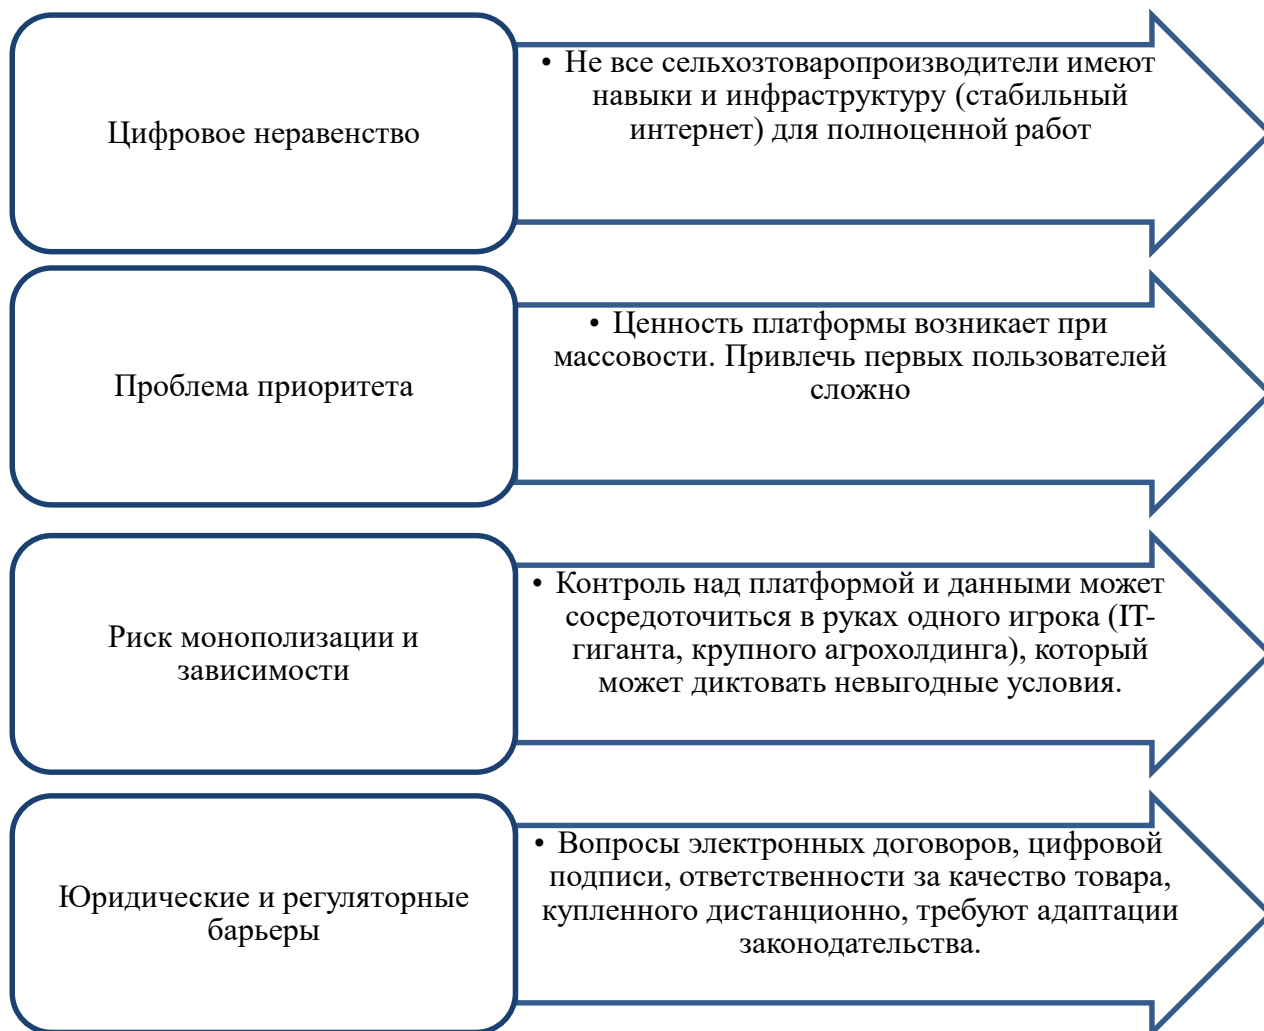 Цифровое неравенство
• Не все сельхозтоваропроизводители имеют
навыки и инфраструктуру (стабильный
интернет) для полноценной работ
Проблема приоритета
• Ценность платформы возникает при
массовости. Привлечь первых пользователей
сложно
Риск монополизации и
зависимости
• Контроль над платформой и данными может
сосредоточиться в руках одного игрока (IT-
гиганта, крупного агрохолдинга), который
может диктовать невыгодные условия.
Юридические и регуляторные
барьеры
• Вопросы электронных договоров, цифровой
подписи, ответственности за качество товара,
купленного дистанционно, требуют адаптации
законодательства.